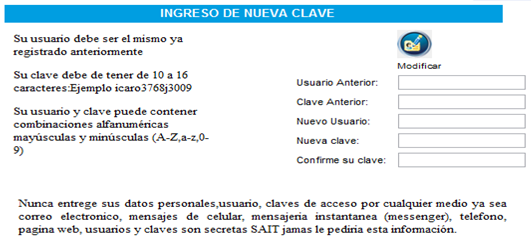 INGRESO DE NUEVA CLAVE
Su usuario debe ser el mismo ya
registrado anteriormente
Su clave debe de tener de 10 a 16
caracteres:Ejemplo icaro3768j3009
Su usuario y clave puede contener
combinaciones alfanuméricas
mayúsculas y minúsculas (A-Z,a-z,0-
9)
Modificar
Usuario Anterior:
Clave Anterior:
Nuevo Usuario:
Nueva clave:
Confirme su clave:
Nunca entrege sus datos personales,usuario, claves de acceso por cualquier medio ya sea
correo electronico, mensajes de celular, mensajeria instantanea (messenger), telefono,
pagina web, usuarios y claves son secretas SAIT jamas le pediria esta información.